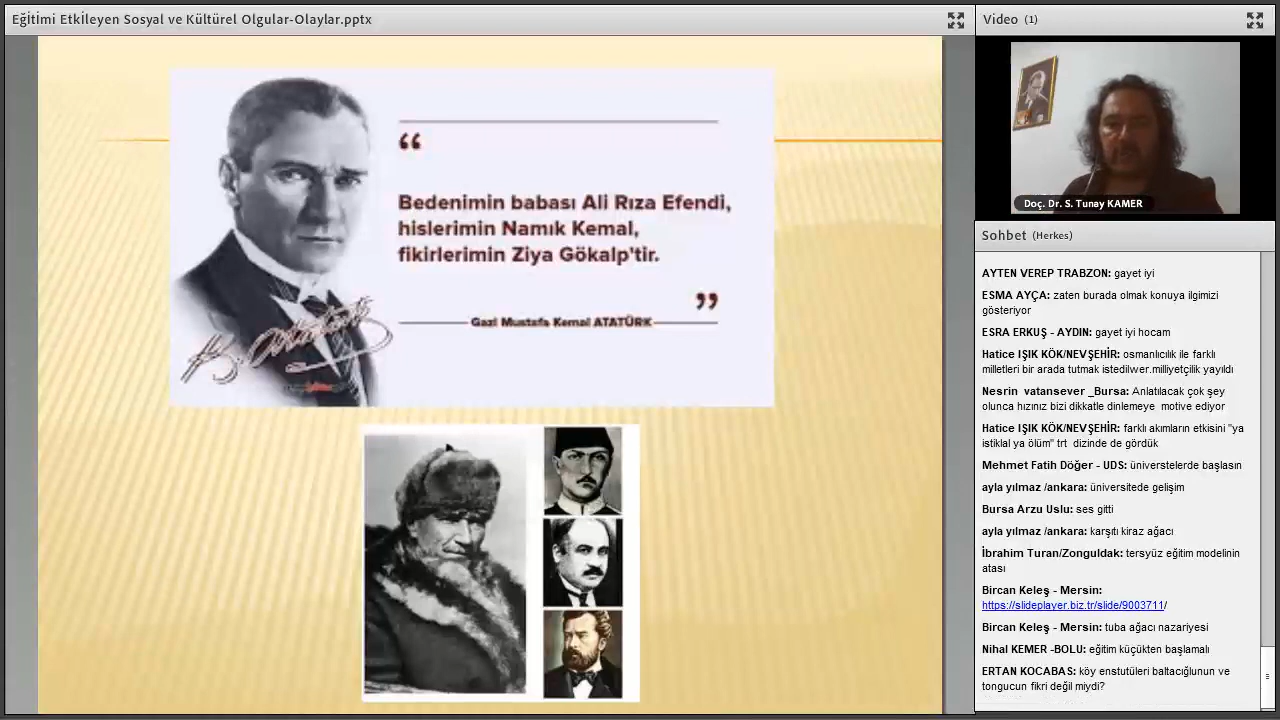 Eğİtimi Etkİleyen Sosyal ve Kültürel Olgular-Olaylar.pptx
“
Bedenimin babası Ali Rıza Efendi,
hislerimin Namık Kemal,
fikirlerimin Ziya Gökalp’tir.
”
Gazi Mustafa Kemal ATATÜRK
Video (1)
Doç. Dr. S. Tunay KAMER
Sohbet (Herkes)
AYTEN VEREP TRABZON: gayet iyi
ESMA AYÇA: zaten burada olmak konuya ilgimizi
gösteriyor
ESRA ERKUŞ - AYDIN: gayet iyi hocam
Hatice IŞIK KÖK/NEVŞEHİR: osmanlıcılık ile farklı
milletleri bir arada tutmak istedilwer.milliyetçilik yayıldı
Nesrin vatansever _Bursa: Anlatılacak çok şey
olunca hızınız bizi dikkatle dinlemeye motive ediyor
Hatice IŞIK KÖK/NEVŞEHİR: farklı akımların etkisini "ya
istiklal ya ölüm" trt dizinde de gördük
Mehmet Fatih Döğer - UDS: üniverstelerde başlasın
ayla yılmaz /ankara: üniversitede gelişim
Bursa Arzu Uslu: ses gitti
ayla yılmaz /ankara: karşıtı kiraz ağacı
İbrahim Turan/Zonguldak: tersyüz eğitim modelinin
atası
Bircan Keleş - Mersin:
https://slideplayer.biz.tr/slide/9003711/
Bircan Keleş - Mersin: tuba ağacı nazariyesi
Nihal KEMER -BOLU: eğitim küçükten başlamalı
ERTAN KOCABAS: köy enstutüleri baltacığlunun ve
tongucun fikri değil miydi?